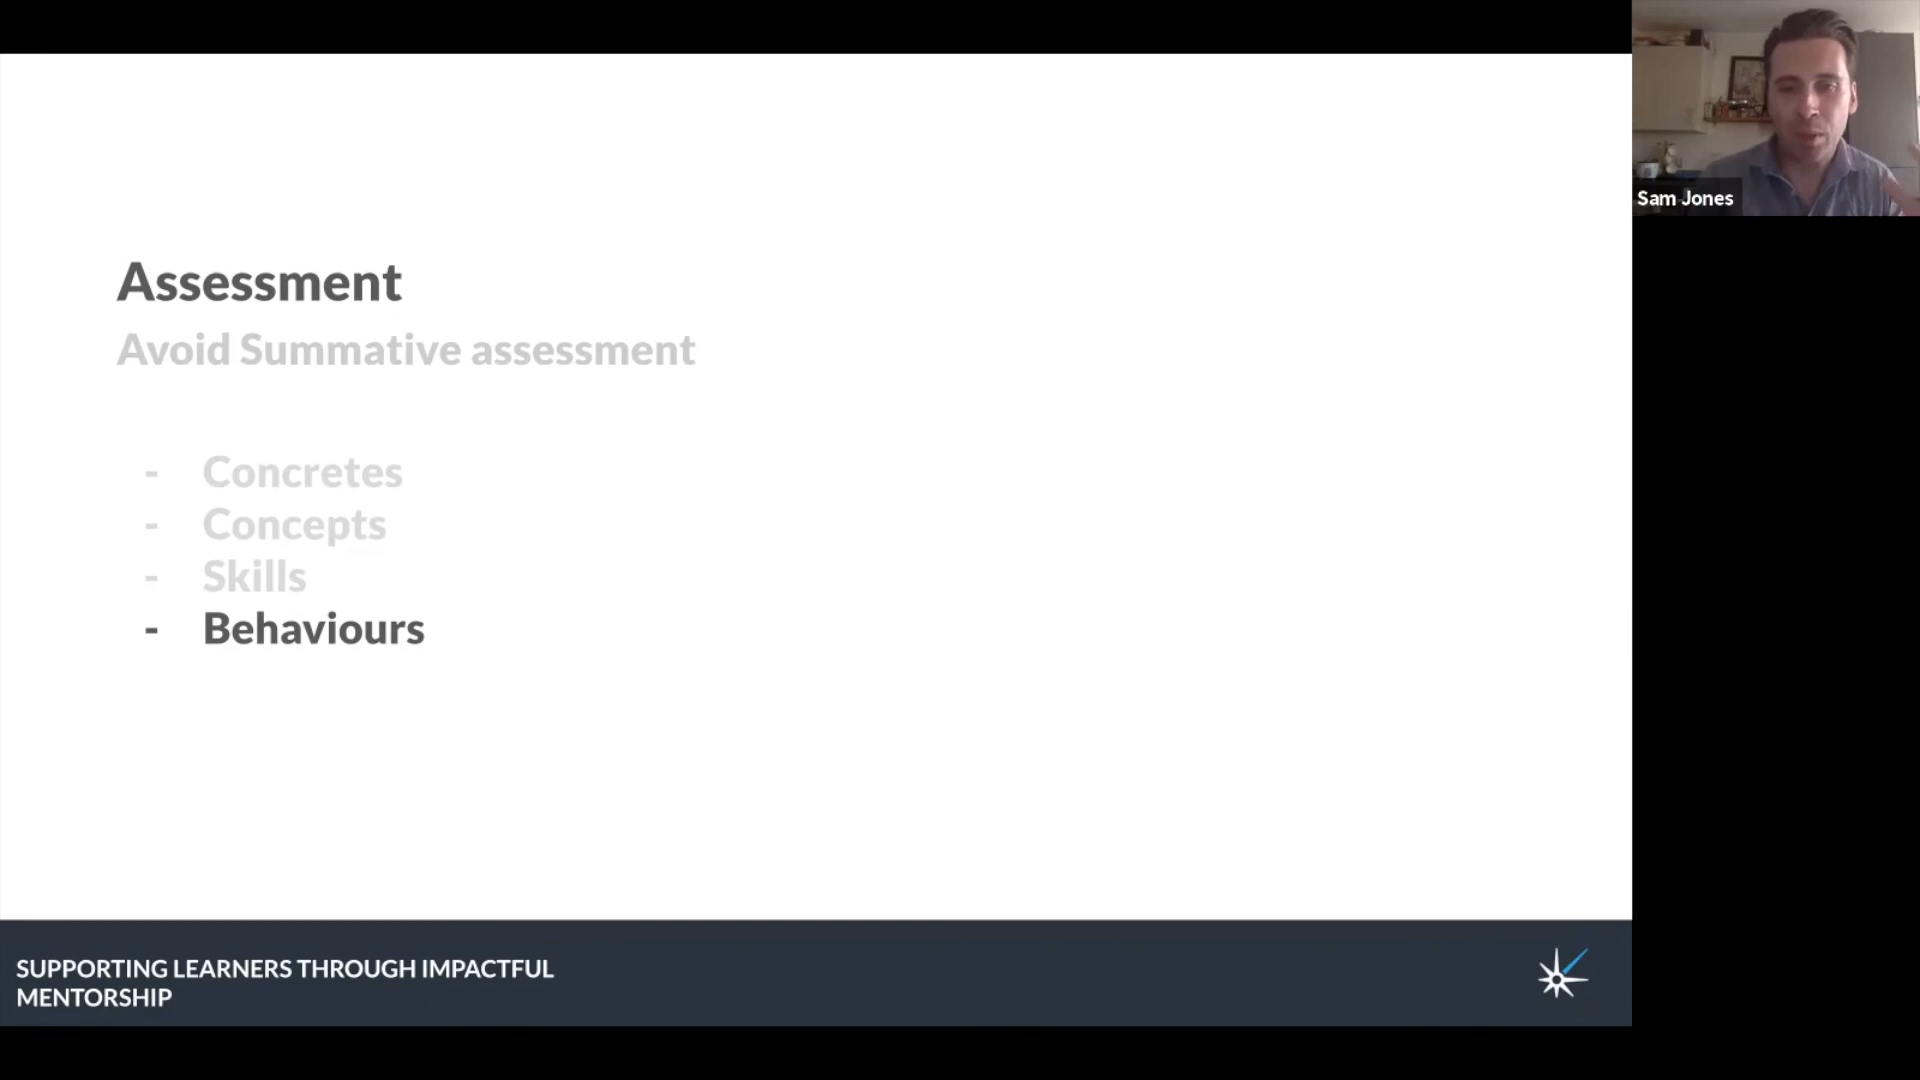 Assessment
Avoid Summative assessment
- Concretes
- Concepts
- Skills
- Behaviours
SUPPORTING LEARNERS THROUGH IMPACTFUL
MENTORSHIP
Sam Jones